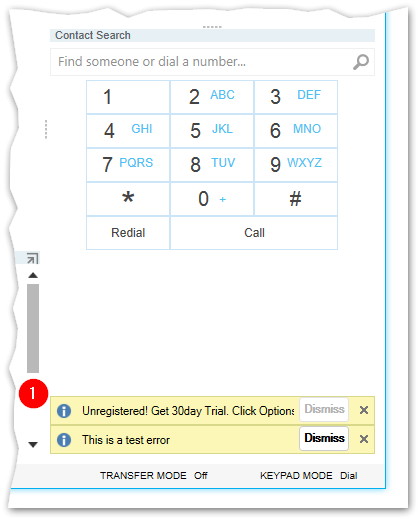 Contact Search
Find someone or dial a number...
1 2 ABC 3 DEF
4 GHI 5 JKL 6 MNO
7 PQRS 8 TUV 9 WXYZ
* 0 + #
Redial Call
1
Unregistered! Get 30day Trial. Click Options Dismiss
This is a test error Dismiss
TRANSFER MODE Off KEYPAD MODE Dial